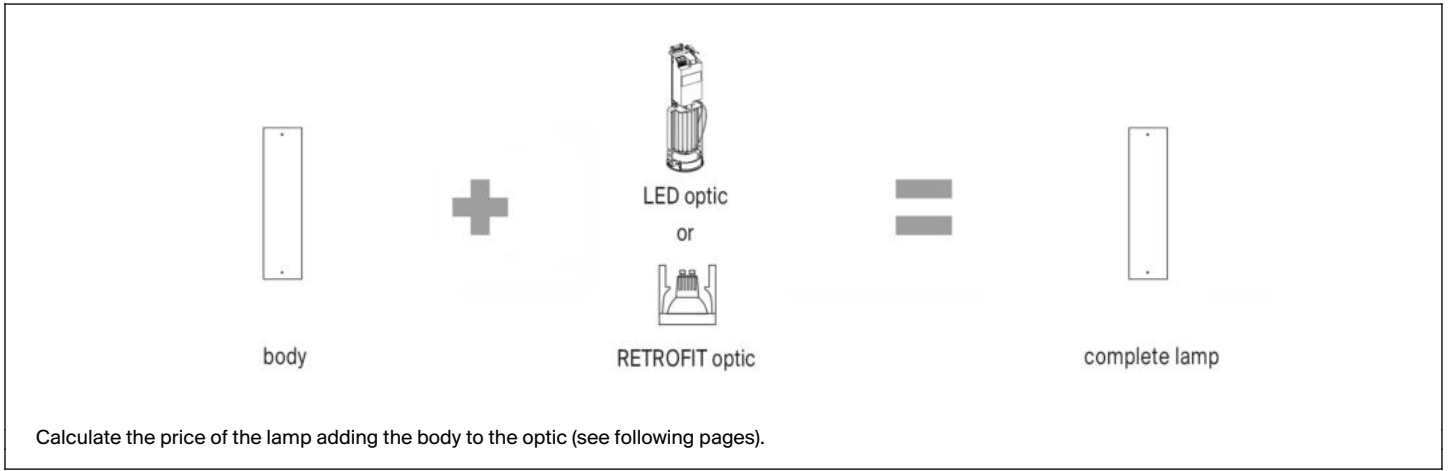 LED optic
or
body
RETROFIT optic
complete lamp
Calculate the price of the lamp adding the body to the optic (see following pages).